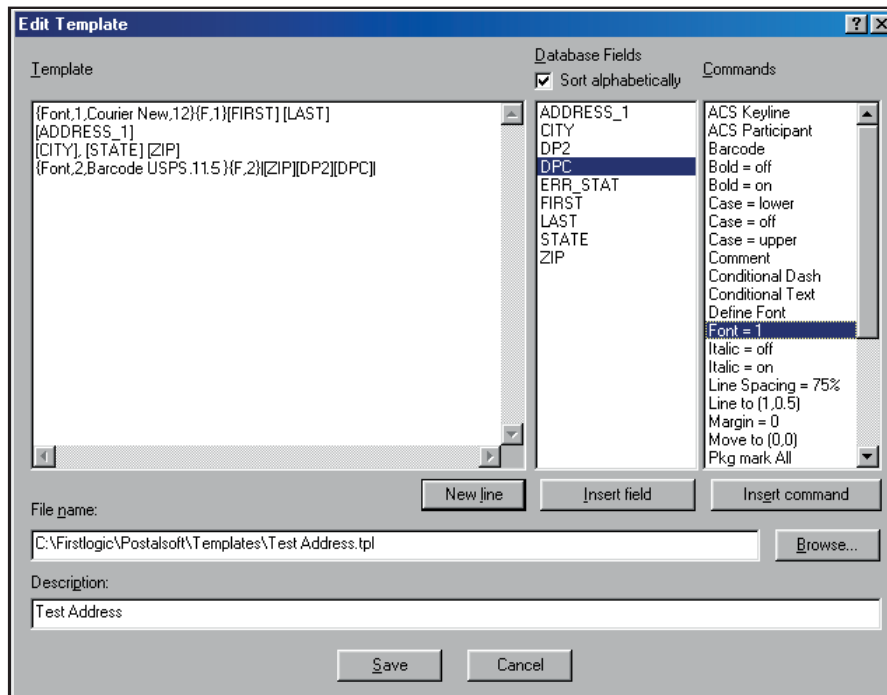 Edit Template
Template
Database Fields
Sort alphabetically
Commands
{Font,1,Courier New,12}{F,1}[FIRST] [LAST]
[ADDRESS_1]
[CITY], [STATE] [ZIP]
{Font,2,Barcode USPS.11.5}{F,2}|[ZIP][DP2][DPC]|
ADDRESS_1
CITY
DP2
DPC
ERR_STAT
FIRST
LAST
STATE
ZIP
ACS Keyline
ACS Participant
Barcode
Bold = off
Bold = on
Case = lower
Case = off
Case = upper
Comment
Conditional Dash
Conditional Text
Define Font
Font = 1
Italic = off
Italic = on
Line Spacing = 75%
Line to (1,0.5)
Margin = 0
Move to (0,0)
Pkg mark All
New line
Insert field
Insert command
File name:
C:\Firstlogic\Postalsoft\Templates\Test Address.tpl
Browse...
Description:
Test Address
Save
Cancel